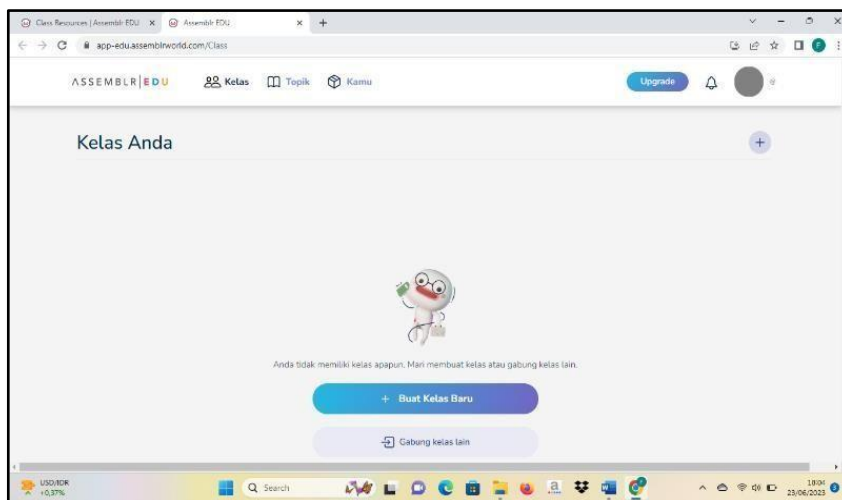 Class Resources | Assemblr EDU
Assemblr EDU
app-edu.assemblrworld.com/Class
ASSEMBLR|EDU
Kelas
Topik
Kamu
Upgrade
Kelas Anda
Anda tidak memiliki kelas apapun. Mari membuat kelas atau gabung kelas lain.
+ Buat Kelas Baru
Gabung kelas lain
USD/IDR
+0,37%
Search
18:04
23/06/2023